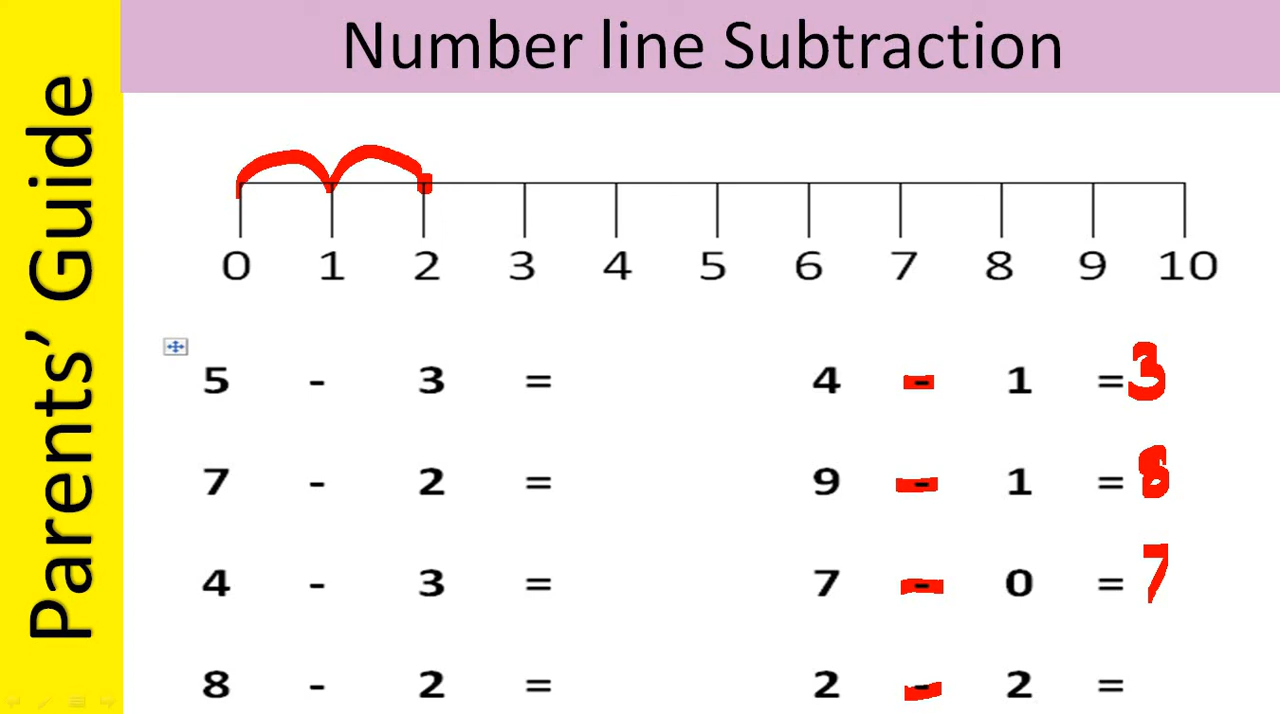 Number line Subtraction
Parents' Guide
0 1 2 3 4 5 6 7 8 9 10
5 - 3 = 4 - 1 = 3
7 - 2 = 9 - 1 = 8
4 - 3 = 7 - 0 = 7
8 - 2 = 2 - 2 =